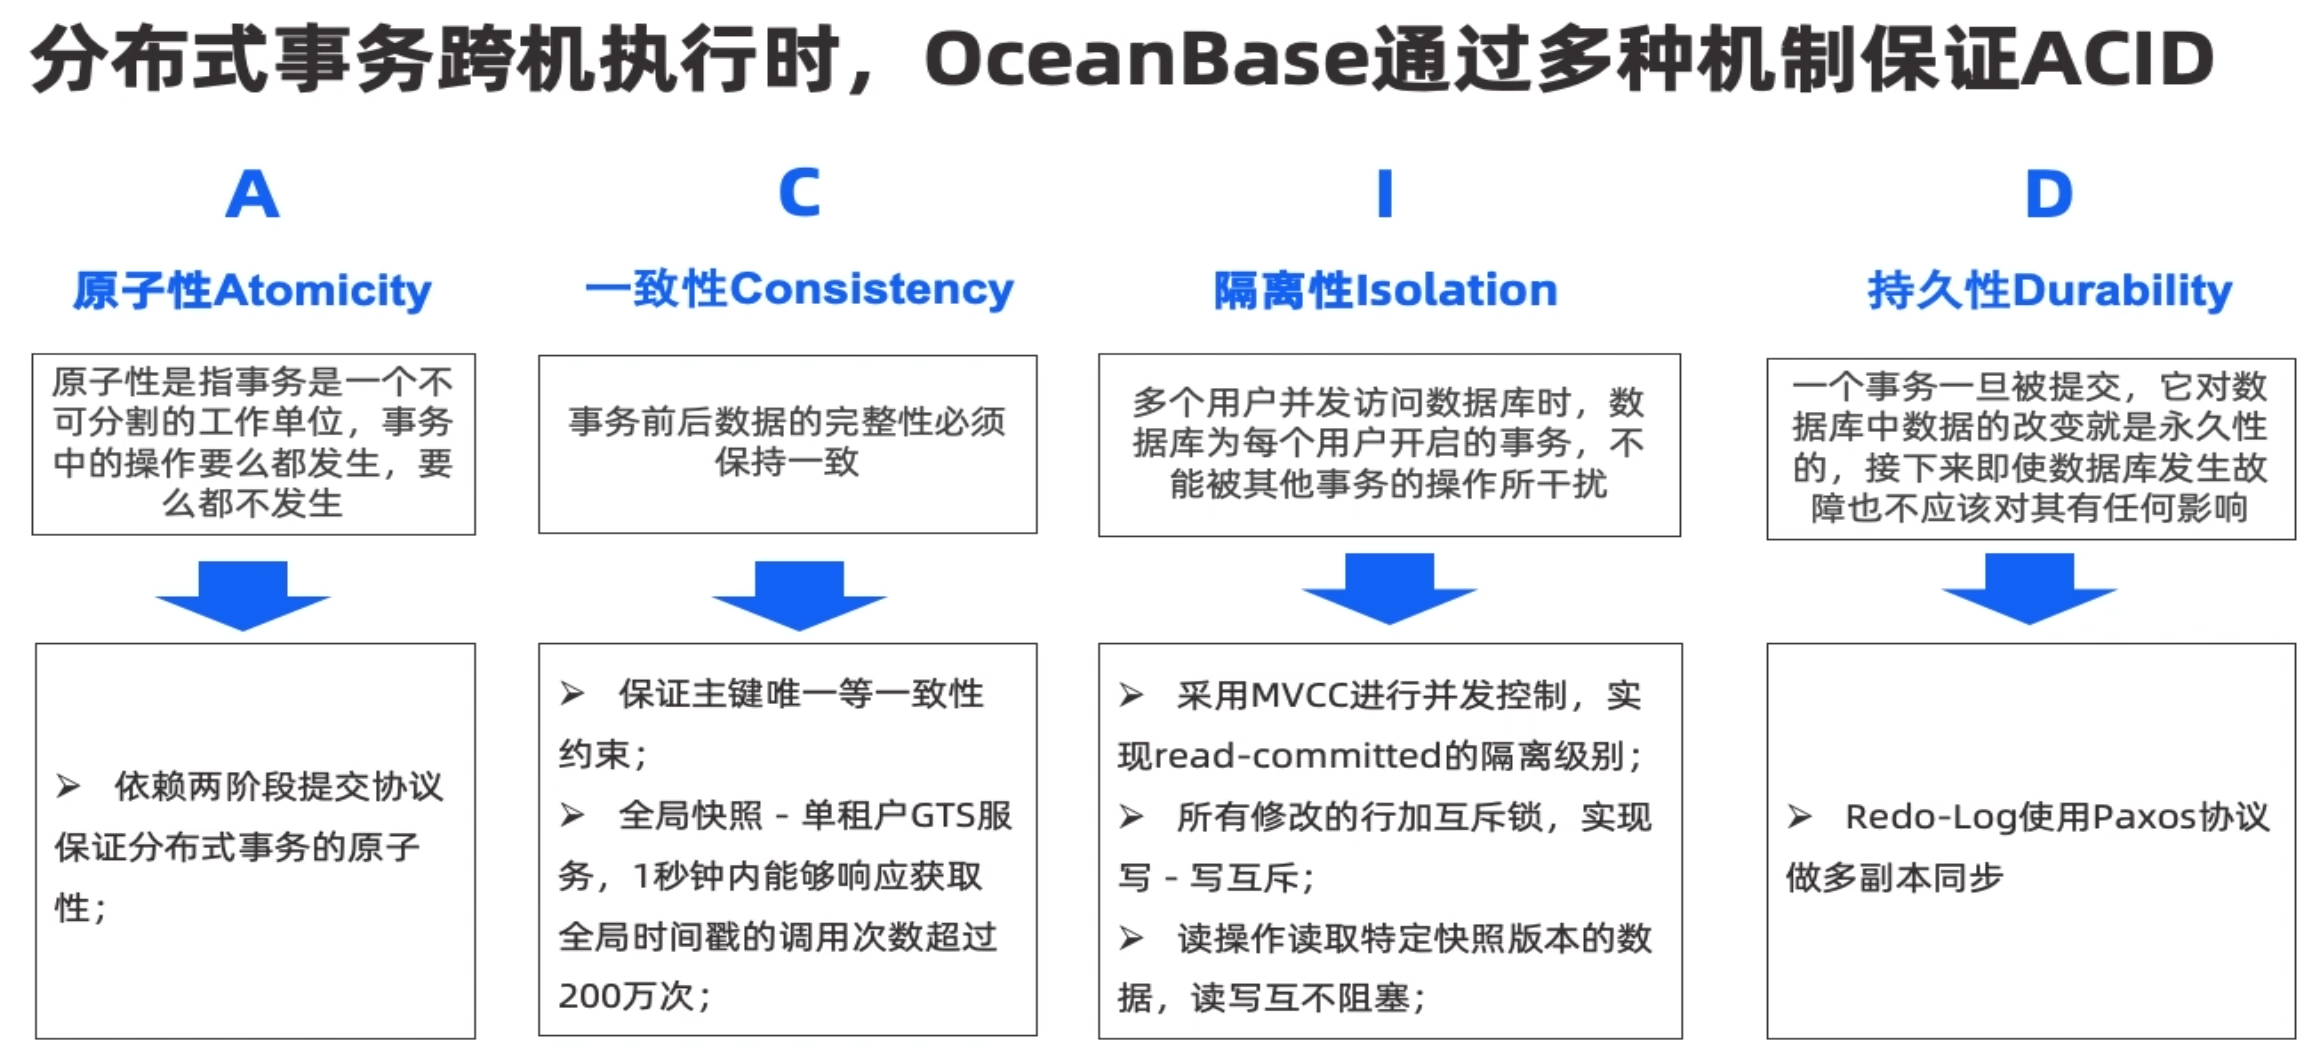 分布式事务跨机执行时，OceanBase通过多种机制保证ACID
A
原子性Atomicity
原子性是指事务是一个不
可分割的工作单位，事务
中的操作要么都发生，要
么都不发生
➢ 依赖两阶段提交协议
保证分布式事务的原子
性；
C
一致性Consistency
事务前后数据的完整性必须
保持一致
➢ 保证主键唯一等一致性
约束；
➢ 全局快照 – 单租户GTS服
务，1秒钟内能够响应获取
全局时间戳的调用次数超过
200万次；
I
隔离性Isolation
多个用户并发访问数据库时，数
据库为每个用户开启的事务，不
能被其他事务的操作所干扰
➢ 采用MVCC进行并发控制，实
现read-committed的隔离级别；
➢ 所有修改的行加互斥锁，实现
写 – 写互斥；
➢ 读操作读取特定快照版本的数
据，读写互不阻塞；
D
持久性Durability
一个事务一旦被提交，它对数
据库中数据的改变就是永久性
的，接下来即使数据库发生故
障也不应该对其有任何影响
➢ Redo-Log使用Paxos协议
做多副本同步